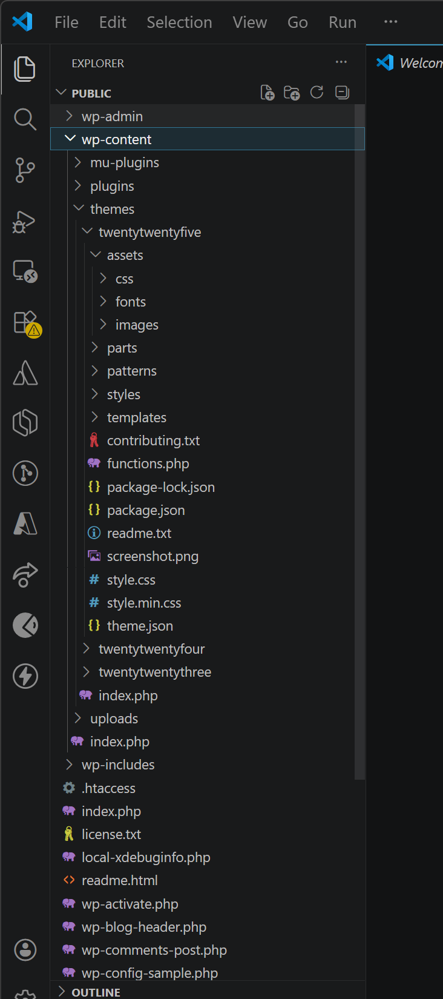 File Edit Selection View Go Run ...
EXPLORER ...
Welcom
PUBLIC
wp-admin
wp-content
mu-plugins
plugins
themes
twentytwentyfive
assets
css
fonts
images
parts
patterns
styles
templates
contributing.txt
functions.php
package-lock.json
package.json
readme.txt
screenshot.png
style.css
style.min.css
theme.json
twentytwentyfour
twentytwentythree
index.php
uploads
index.php
wp-includes
.htaccess
index.php
license.txt
local-xdebuginfo.php
readme.html
wp-activate.php
wp-blog-header.php
wp-comments-post.php
wp-config-sample.php
OUTLINE